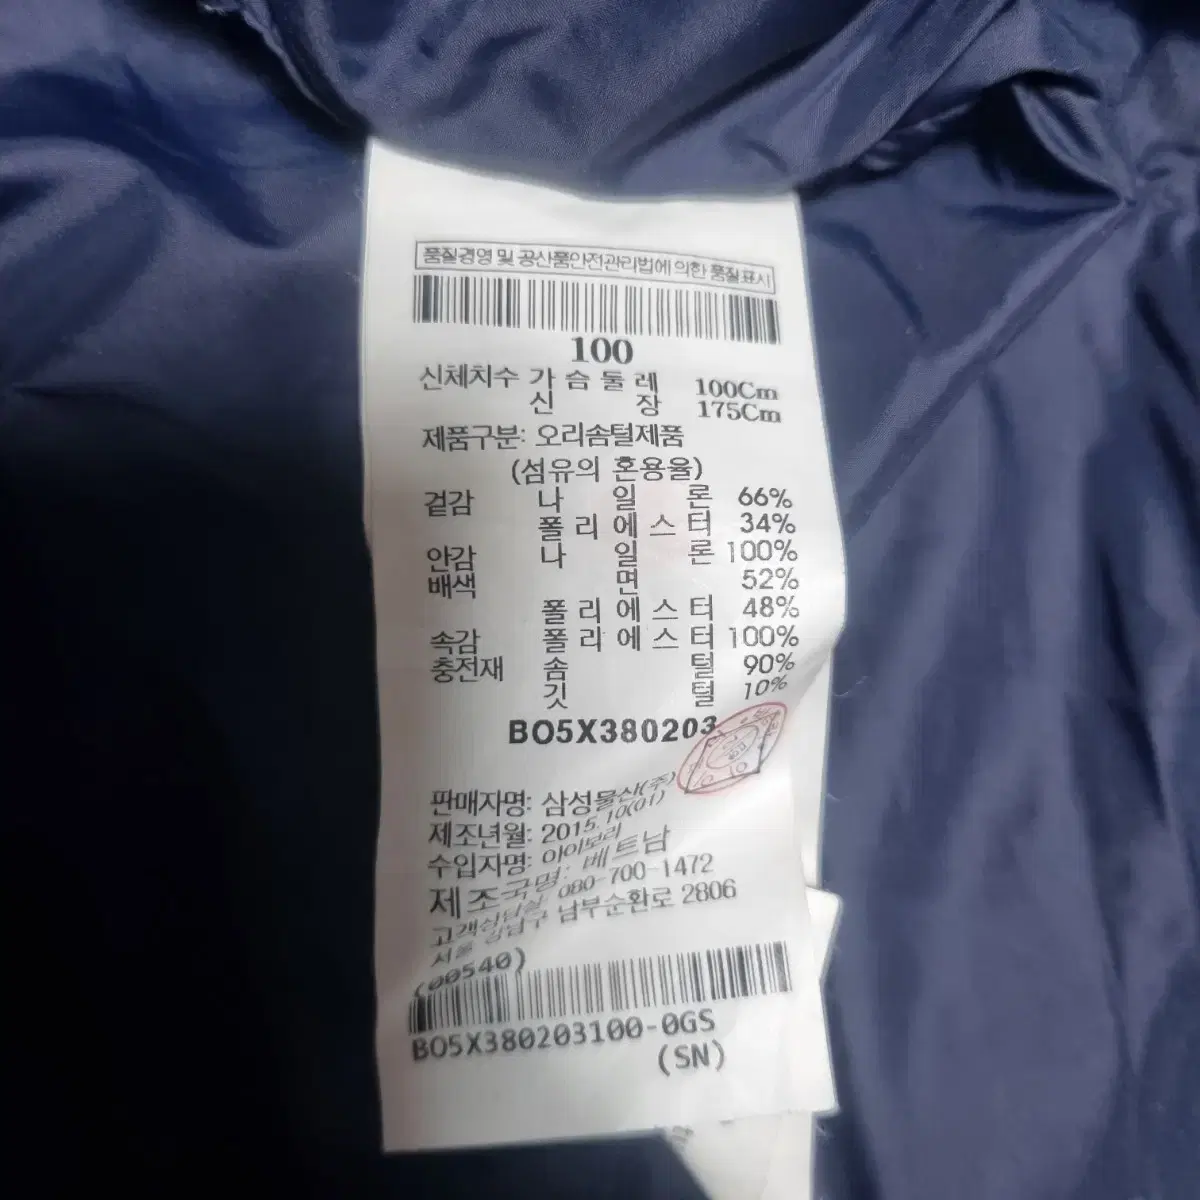 품질경영 및 공산품안전관리법에 의한 품질표시
100
신체치수 가 슴 둘 레 100Cm
신 장 175Cm
제품구분: 오리솜털제품
(섬유의 혼용율)
겉감 나 일 론 66%
폴 리 에 스 터 34%
안감 나 일 론 100%
배색 면 52%
폴 리 에 스 터 48%
속감 폴 리 에 스 터 100%
충전재 솜 털 90%
깃 털 10%
BO5X380203
판매자명: 삼성물산(주)
제조년월: 2015.10(01)
수입자명: 아이보리
제 조 국명: 베트남
고객상담실: 080-700-1472
서울 강남구 남부순환로 2806
(00540)
BO5X380203100-0GS
(SN)